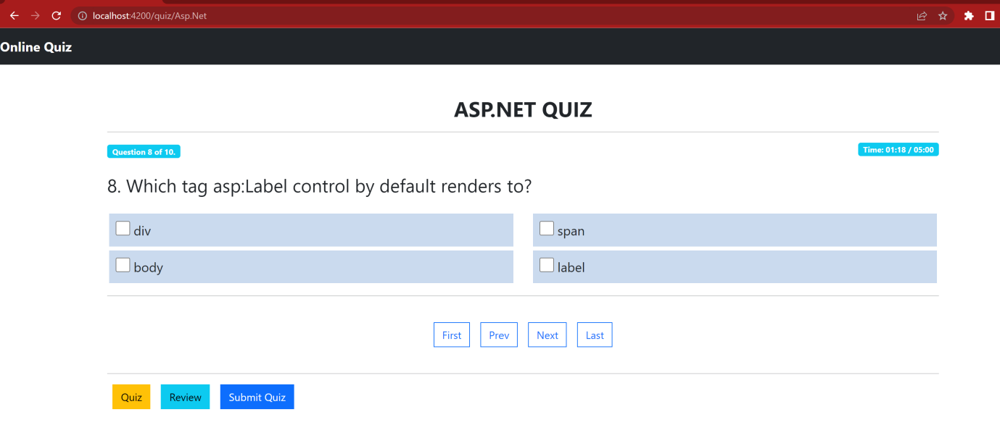 localhost:4200/quiz/Asp.Net
Online Quiz
ASP.NET QUIZ
Question 8 of 10.
Time: 01:18 / 05:00
8. Which tag asp:Label control by default renders to?
div
span
body
label
First Prev Next Last
Quiz Review Submit Quiz